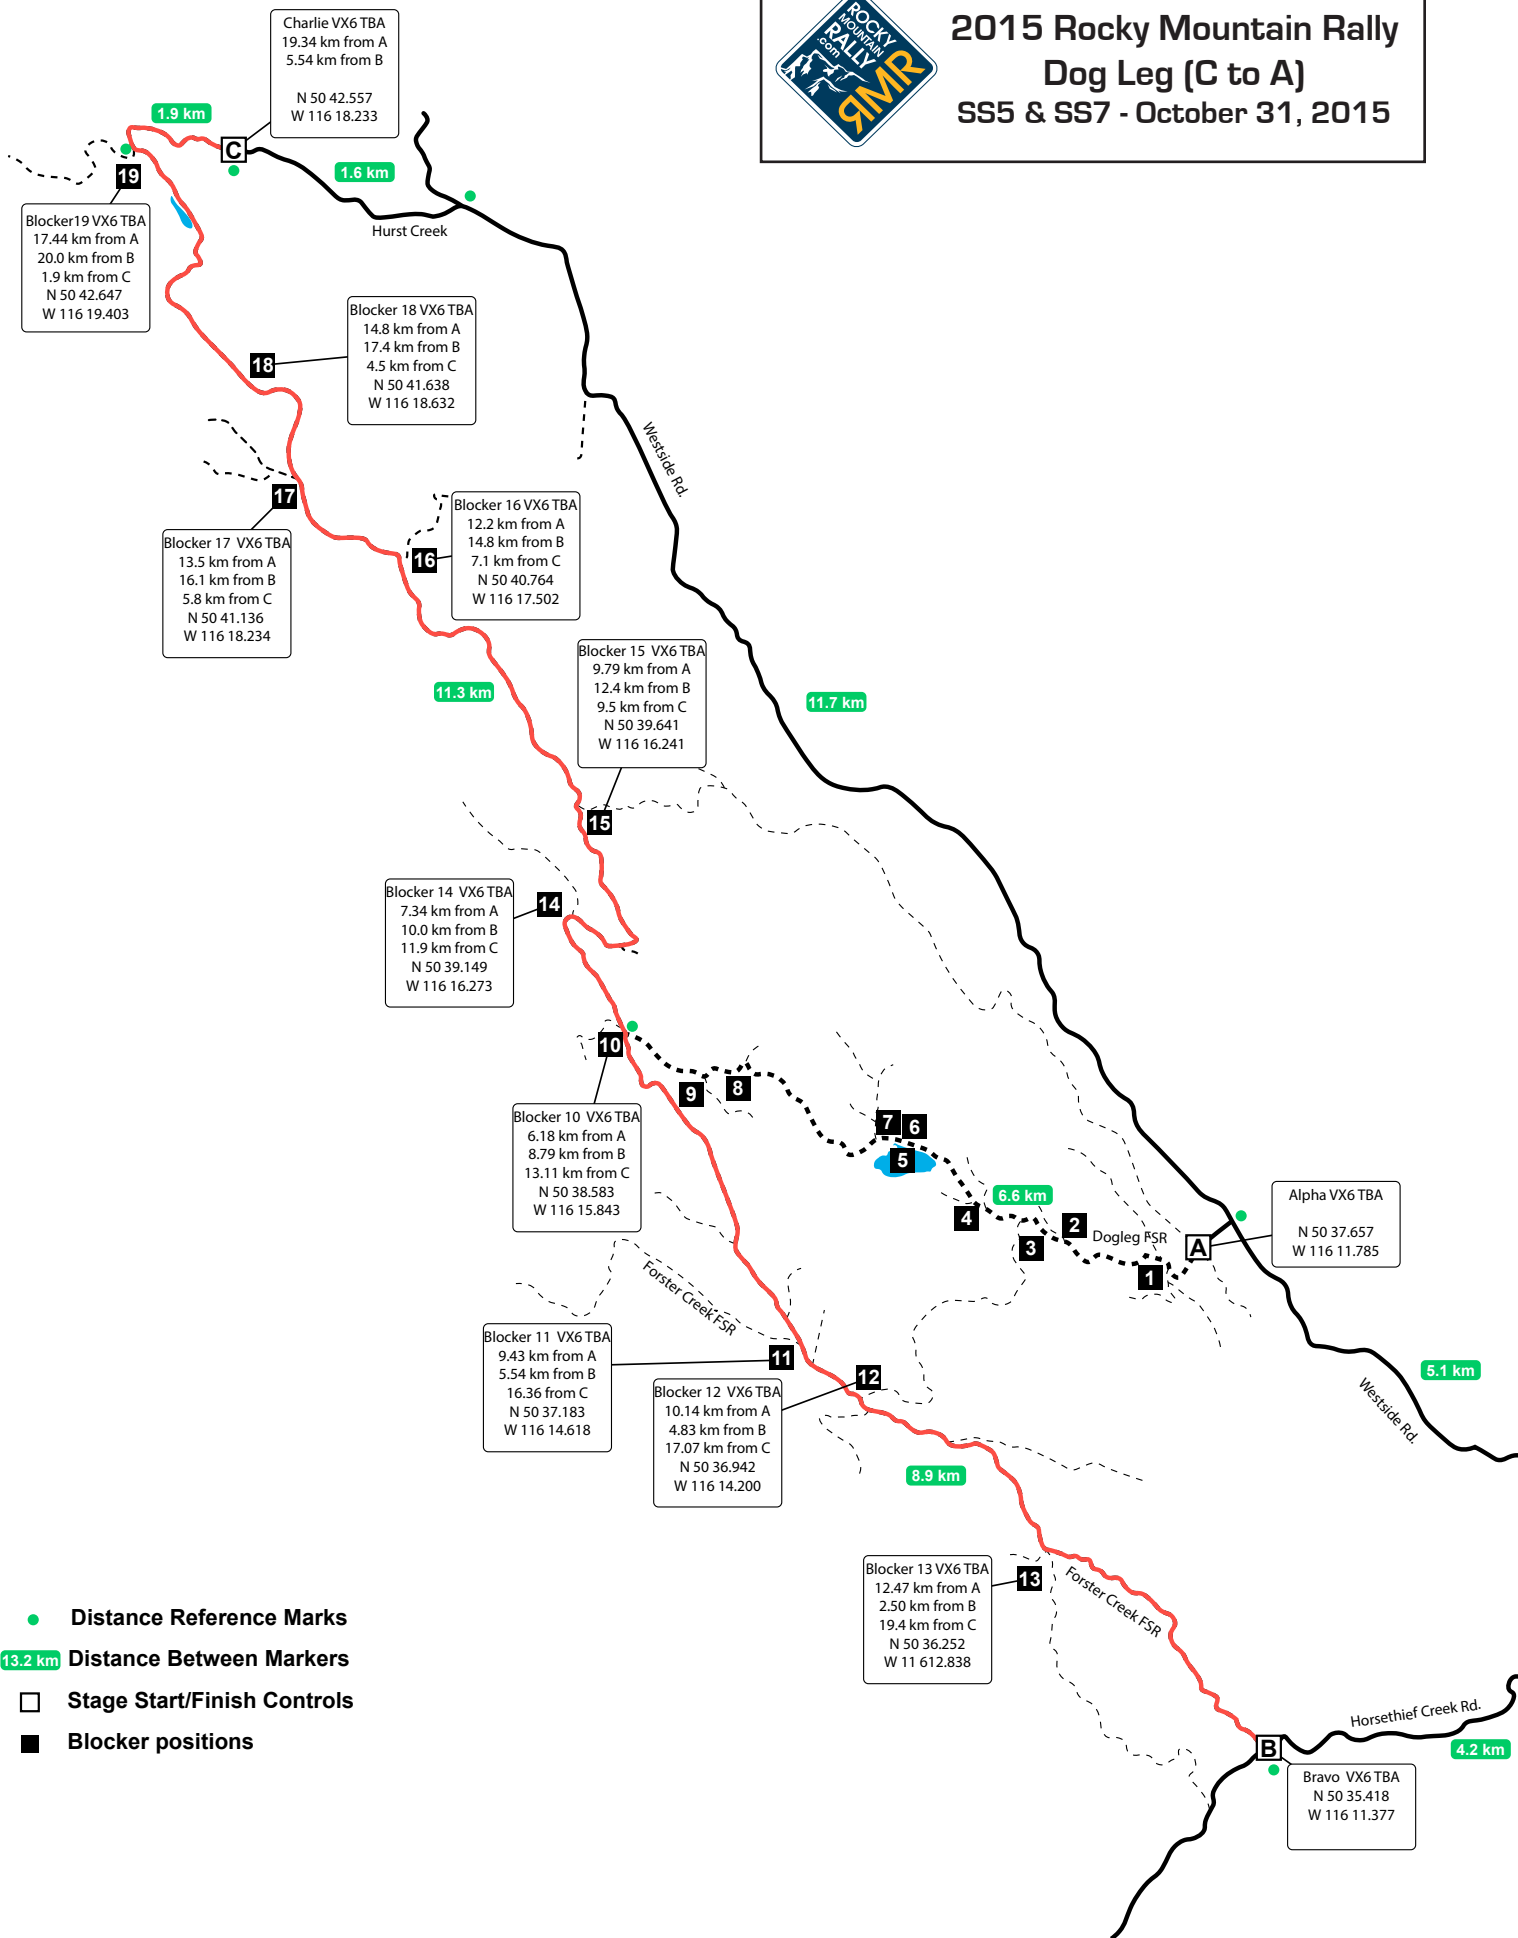 ROCKY
MOUNTAIN
RALLY
.com
RMR
2015 Rocky Mountain Rally
Dog Leg (C to A)
SS5 & SS7 - October 31, 2015
Charlie VX6 TBA
19.34 km from A
5.54 km from B
N 50 42.557
W 116 18.233
1.9 km
C
1.6 km
Hurst Creek
19
Blocker19 VX6 TBA
17.44 km from A
20.0 km from B
1.9 km from C
N 50 42.647
W 116 19.403
18
Blocker 18 VX6 TBA
14.8 km from A
17.4 km from B
4.5 km from C
N 50 41.638
W 116 18.632
Westside Rd.
17
Blocker 17 VX6 TBA
13.5 km from A
16.1 km from B
5.8 km from C
N 50 41.136
W 116 18.234
16
Blocker 16 VX6 TBA
12.2 km from A
14.8 km from B
7.1 km from C
N 50 40.764
W 116 17.502
11.3 km
11.7 km
Blocker 15 VX6 TBA
9.79 km from A
12.4 km from B
9.5 km from C
N 50 39.641
W 116 16.241
15
Blocker 14 VX6 TBA
7.34 km from A
10.0 km from B
11.9 km from C
N 50 39.149
W 116 16.273
14
10
9
8
7
6
5
4
3
2
1
6.6 km
Dogleg FSR
A
Alpha VX6 TBA
N 50 37.657
W 116 11.785
Blocker 10 VX6 TBA
6.18 km from A
8.79 km from B
13.11 km from C
N 50 38.583
W 116 15.843
Forster Creek FSR
Blocker 11 VX6 TBA
9.43 km from A
5.54 km from B
16.36 from C
N 50 37.183
W 116 14.618
11
12
Blocker 12 VX6 TBA
10.14 km from A
4.83 km from B
17.07 km from C
N 50 36.942
W 116 14.200
5.1 km
Westside Rd.
8.9 km
Blocker 13 VX6 TBA
12.47 km from A
2.50 km from B
19.4 km from C
N 50 36.252
W 11 612.838
13
Forster Creek FSR
Distance Reference Marks
13.2 km Distance Between Markers
Stage Start/Finish Controls
Blocker positions
Horsethief Creek Rd.
4.2 km
B
Bravo VX6 TBA
N 50 35.418
W 116 11.377